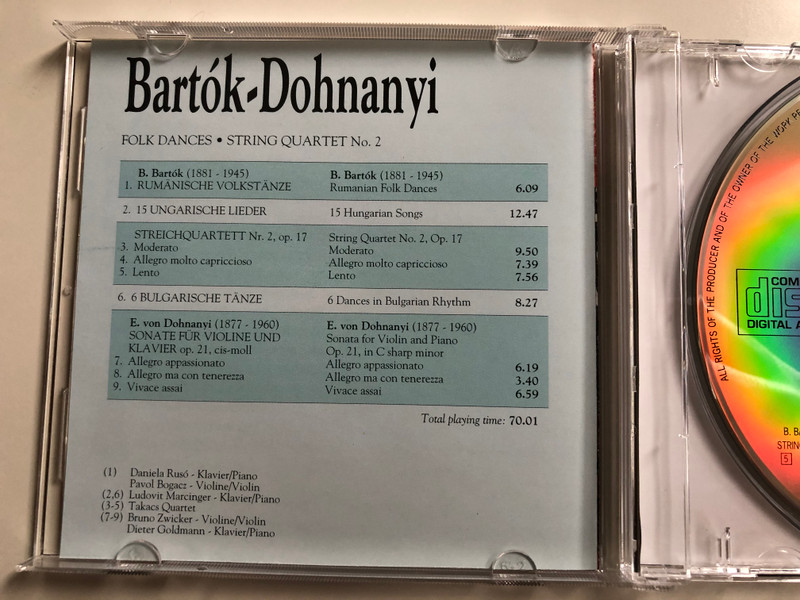 Bartók-Dohnanyi
FOLK DANCES • STRING QUARTET No. 2
B. Bartók (1881 - 1945) B. Bartók (1881 - 1945)
1. RUMÄNISCHE VOLKSTÄNZE Rumanian Folk Dances 6.09
2. 15 UNGARISCHE LIEDER 15 Hungarian Songs 12.47
STREICHQUARTETT Nr. 2, op. 17 String Quartet No. 2, Op. 17
3. Moderato Moderato 9.50
4. Allegro molto capriccioso Allegro molto capriccioso 7.39
5. Lento Lento 7.56
6. 6 BULGARISCHE TÄNZE 6 Dances in Bulgarian Rhythm 8.27
E. von Dohnanyi (1877 - 1960) E. von Dohnanyi (1877 - 1960)
SONATE FÜR VIOLINE UND Sonata for Violin and Piano
KLAVIER op. 21, cis-moll Op. 21, in C sharp minor
7. Allegro appassionato Allegro appassionato 6.19
8. Allegro ma con tenerezza Allegro ma con tenerezza 3.40
9. Vivace assai Vivace assai 6.59
Total playing time: 70.01
(1) Daniela Rusó - Klavier/Piano
Pavol Bogacz - Violine/Violin
(2,6) Ludovit Marcinger - Klavier/Piano
(3-5) Takacs Quartet
(7-9) Bruno Zwicker - Violine/Violin
Dieter Goldmann - Klavier/Piano
ALL RIGHTS OF THE PRODUCER AND OF THE OWNER OF THE WORK
COM
dis
DIGITAL A
B. B
STRIN
5